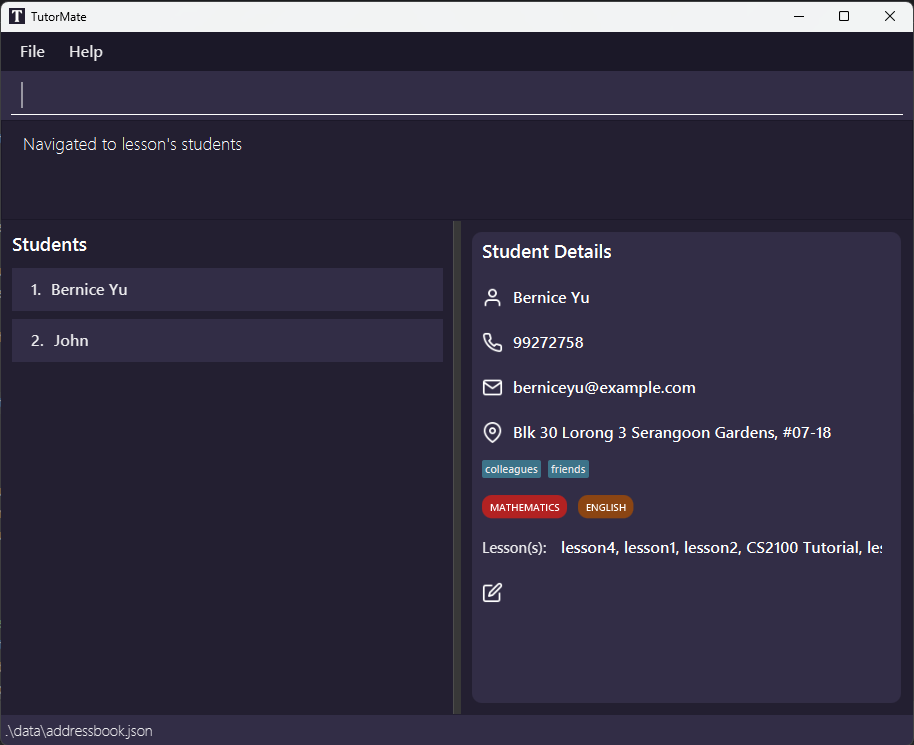 TutorMate
File Help
Navigated to lesson's students
Students
1. Bernice Yu
2. John
Student Details
Bernice Yu
99272758
berniceyu@example.com
Blk 30 Lorong 3 Serangoon Gardens, #07-18
colleagues friends
MATHEMATICS ENGLISH
Lesson(s): lesson4, lesson1, lesson2, CS2100 Tutorial,
.\data\addressbook.json